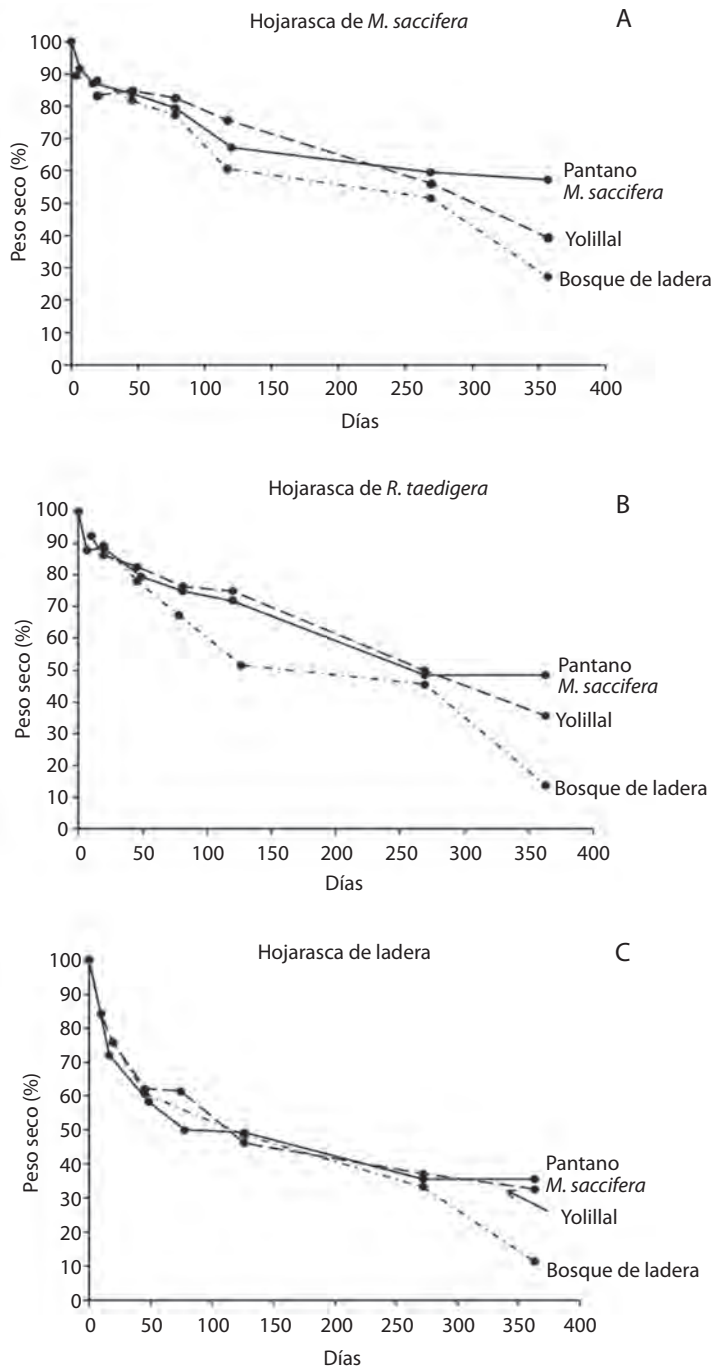 Hojarasca de M. saccifera
A
100
90
80
70
60
50
40
30
20
10
0
Peso seco (%)
Pantano
M. saccifera
Yolillal
Bosque de ladera
0 50 100 150 200 250 300 350 400
Días
Hojarasca de R. taedigera
B
100
90
80
70
60
50
40
30
20
10
0
Peso seco (%)
Pantano
M. saccifera
Yolillal
Bosque de ladera
0 50 100 150 200 250 300 350 400
Días
Hojarasca de ladera
C
100
90
80
70
60
50
40
30
20
10
0
Peso seco (%)
Pantano
M. saccifera
Yolillal
Bosque de ladera
0 50 100 150 200 250 300 350 400
Días